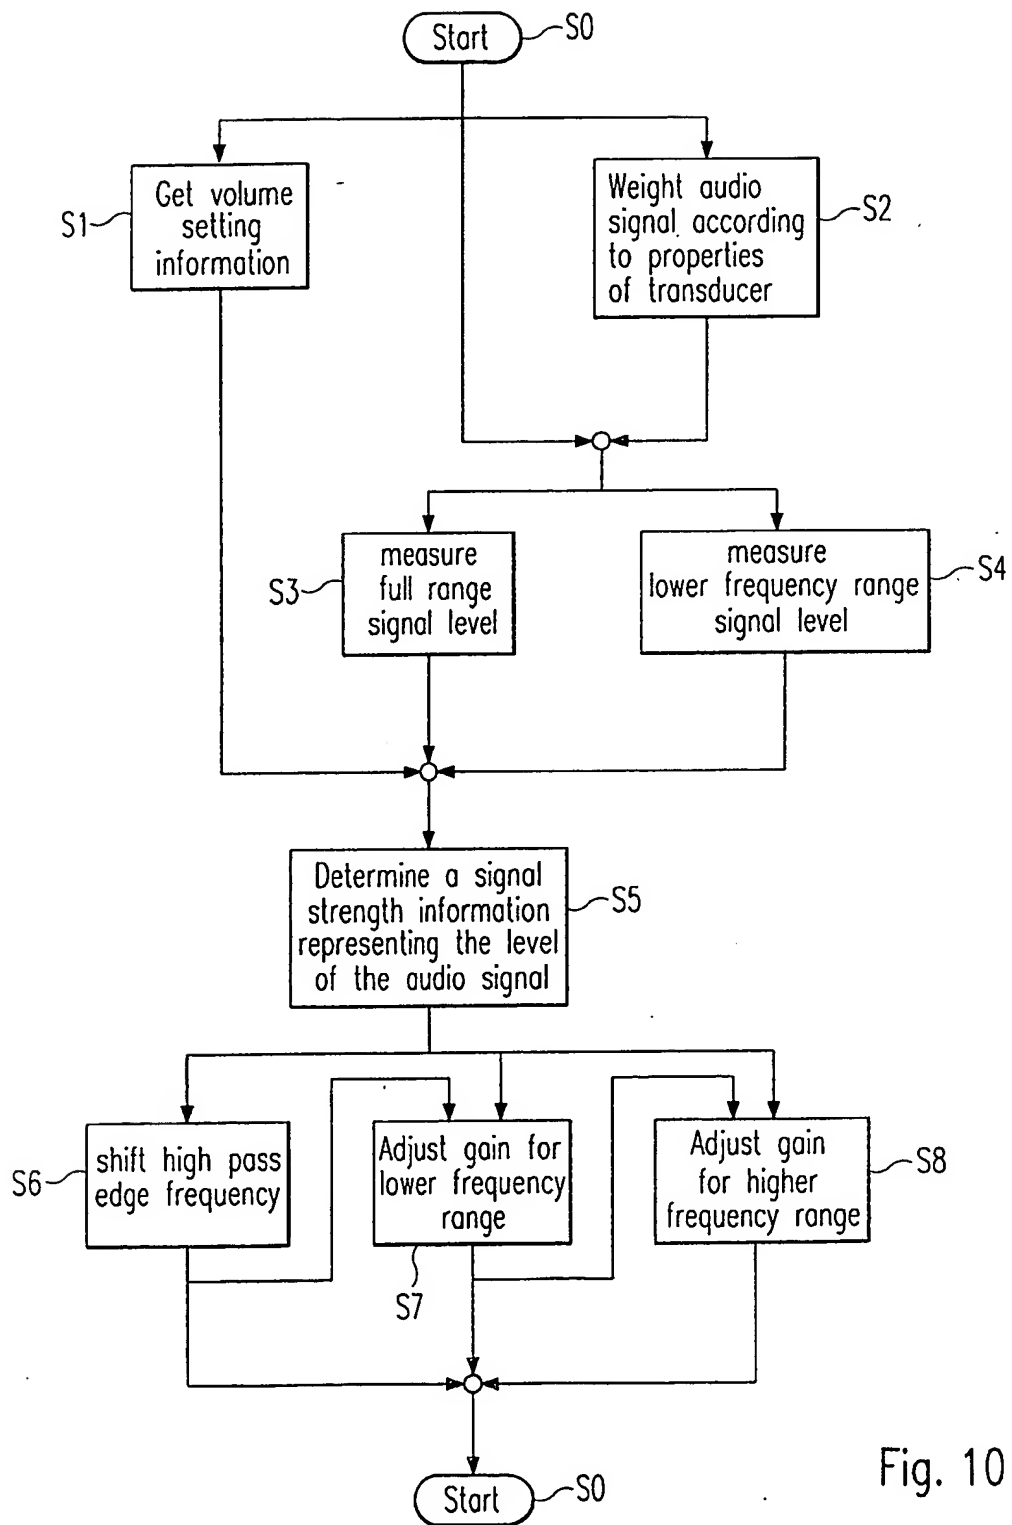 Start
S0
Get volume
setting
information
S1
Weight audio
signal according
to properties
of transducer
S2
measure
full range
signal level
S3
measure
lower frequency range
signal level
S4
Determine a signal
strength information
representing the level
of the audio signal
S5
shift high pass
edge frequency
S6
Adjust gain for
lower frequency
range
S7
Adjust gain
for higher
frequency range
S8
Start
S0
Fig. 10